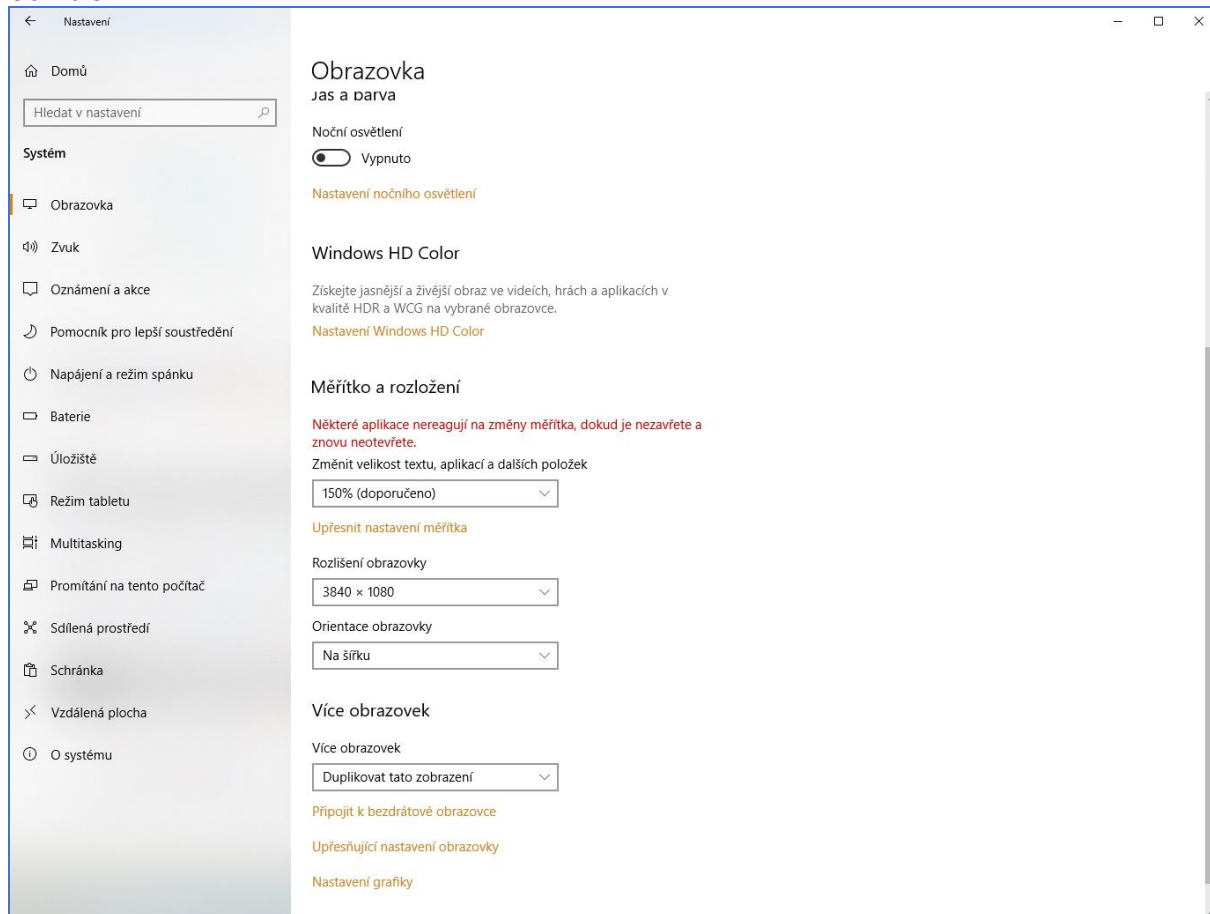 Nastavení
Domů
Hledat v nastavení
Systém
Obrazovka
Zvuk
Oznámení a akce
Pomocník pro lepší soustředění
Napájení a režim spánku
Baterie
Úložiště
Režim tabletu
Multitasking
Promítání na tento počítač
Sdílená prostředí
Schránka
Vzdálená plocha
O systému
Obrazovka
Jas a barva
Noční osvětlení
Vypnuto
Nastavení nočního osvětlení
Windows HD Color
Získejte jasnější a živější obraz ve videích, hrách a aplikacích v
kvalitě HDR a WCG na vybrané obrazovce.
Nastavení Windows HD Color
Měřítko a rozložení
Některé aplikace nereagují na změny měřítka, dokud je nezavřete a
znovu neotevřete.
Změnit velikost textu, aplikací a dalších položek
150% (doporučeno)
Upřesnit nastavení měřítka
Rozlišení obrazovky
3840 × 1080
Orientace obrazovky
Na šířku
Více obrazovek
Více obrazovek
Duplikovat tato zobrazení
Připojit k bezdrátové obrazovce
Upřesňující nastavení obrazovky
Nastavení grafiky